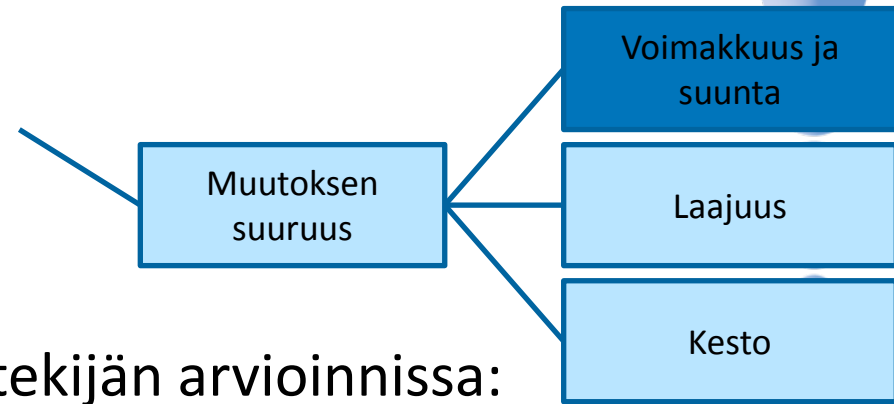 Voimakkuus ja
suunta
Muutoksen
suuruus
Laajuus
Kesto
tekijän arvioinnissa: